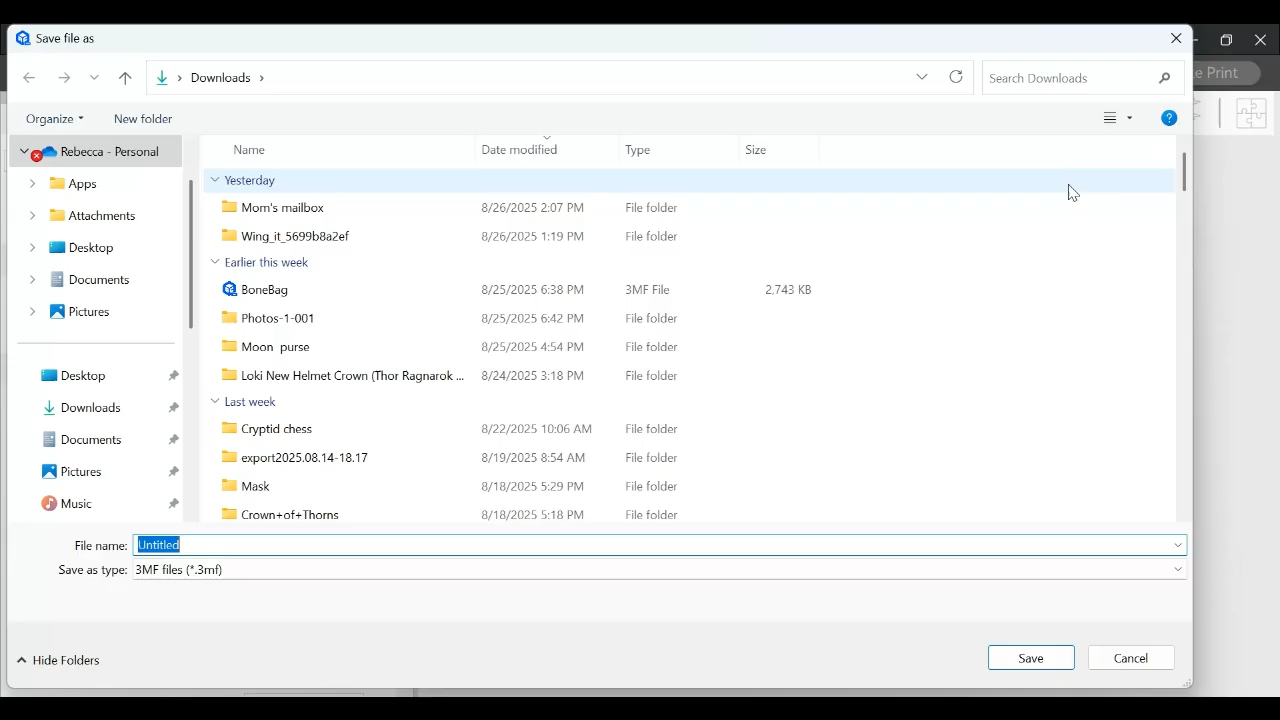 Save file as
e Print
Downloads
Search Downloads
Organize
New folder
Rebecca - Personal
Apps
Attachments
Desktop
Documents
Pictures
Desktop
Downloads
Documents
Pictures
Music
Name Date modified Type Size
Yesterday
Mom's mailbox 8/26/2025 2:07 PM File folder
Wing_it_5699b8a2ef 8/26/2025 1:19 PM File folder
Earlier this week
BoneBag 8/25/2025 6:38 PM 3MF File 2,743 KB
Photos-1-001 8/25/2025 6:42 PM File folder
Moon purse 8/25/2025 4:54 PM File folder
Loki New Helmet Crown (Thor Ragnarok ... 8/24/2025 3:18 PM File folder
Last week
Cryptid chess 8/22/2025 10:06 AM File folder
export2025.08.14-18.17 8/19/2025 8:54 AM File folder
Mask 8/18/2025 5:29 PM File folder
Crown+of+Thorns 8/18/2025 5:18 PM File folder
File name: Untitled
Save as type: 3MF files (*.3mf)
Hide Folders
Save
Cancel